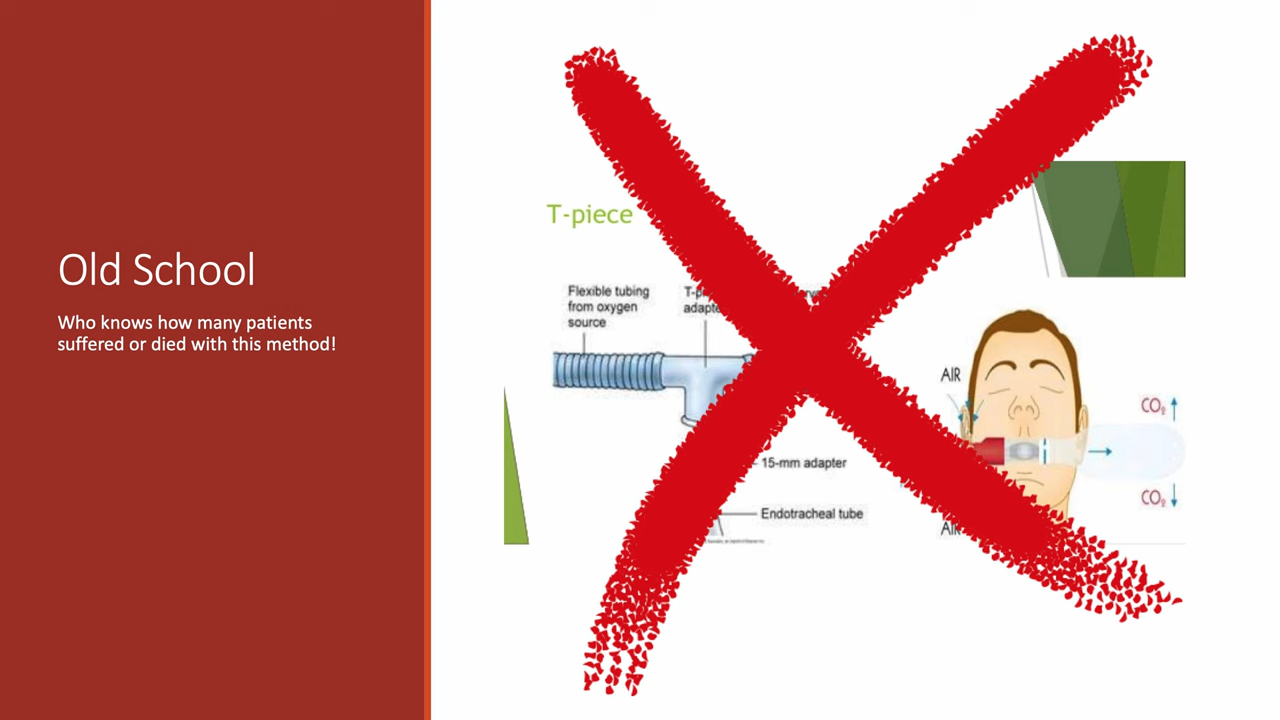 Old School
Who knows how many patients
suffered or died with this method!
T-piece
Flexible tubing
from oxygen
source
15-mm adapter
Endotracheal tube
AIR
CO₂
CO₂